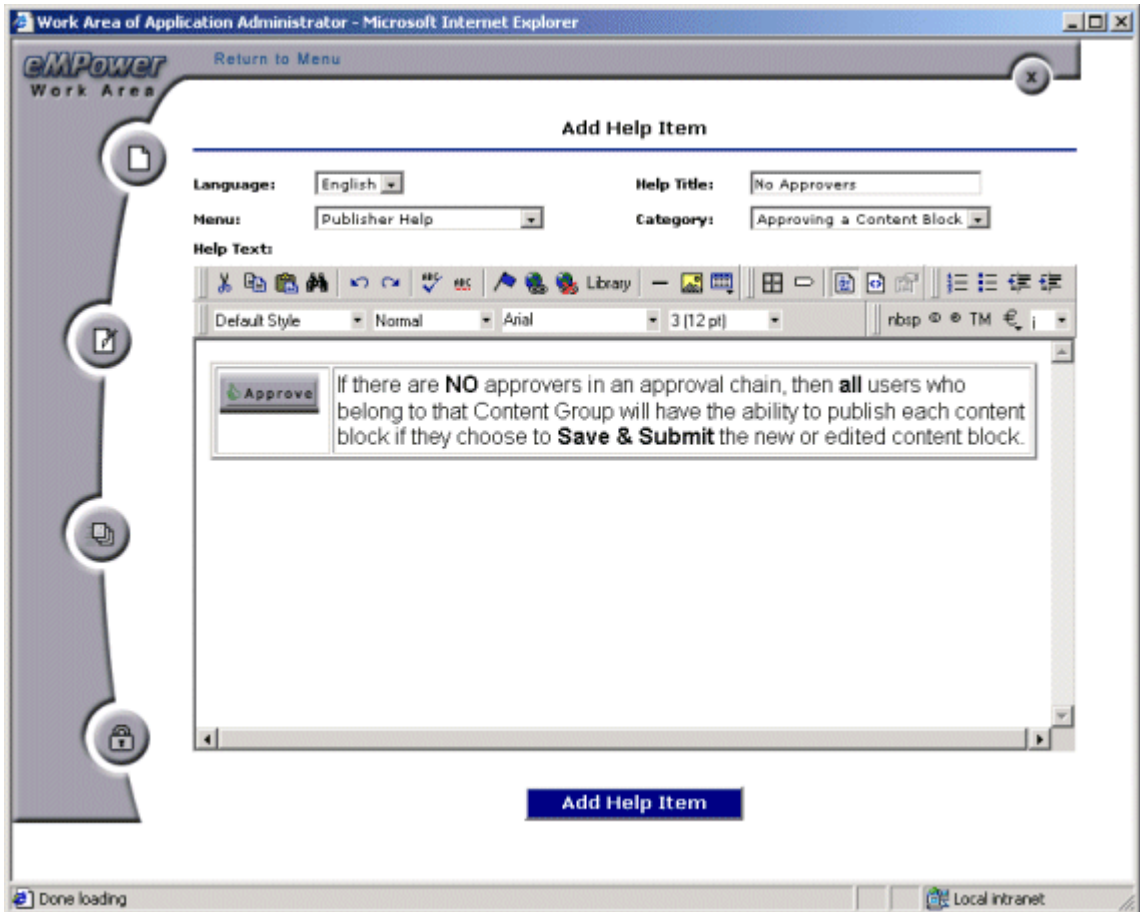 Work Area of Application Administrator - Microsoft Internet Explorer
eMPower
Work Area
Return to Menu
x
Add Help Item
Language: English Help Title: No Approvers
Menu: Publisher Help Category: Approving a Content Block
Help Text:
ABC ABC Library
Default Style Normal Arial 3 (12 pt) nbsp © ® TM € ¡
Approve
If there are NO approvers in an approval chain, then all users who
belong to that Content Group will have the ability to publish each content
block if they choose to Save & Submit the new or edited content block.
Add Help Item
Done loading Local intranet